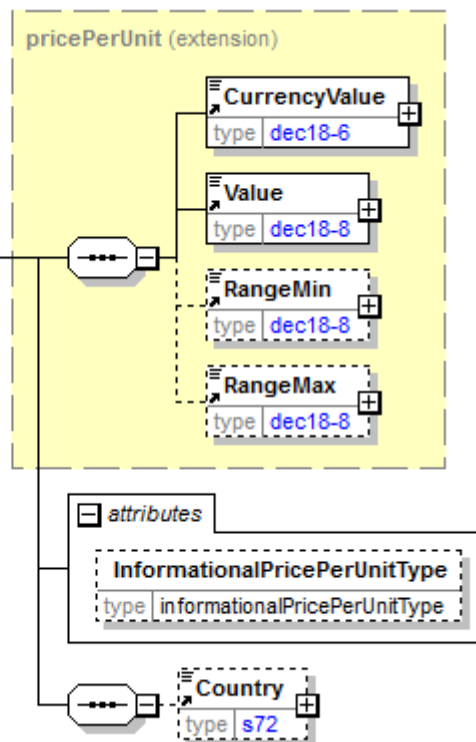 pricePerUnit (extension)
CurrencyValue
type dec18-6
Value
type dec18-8
RangeMin
type dec18-8
RangeMax
type dec18-8
attributes
InformationalPricePerUnitType
type informationalPricePerUnitType
Country
type s72